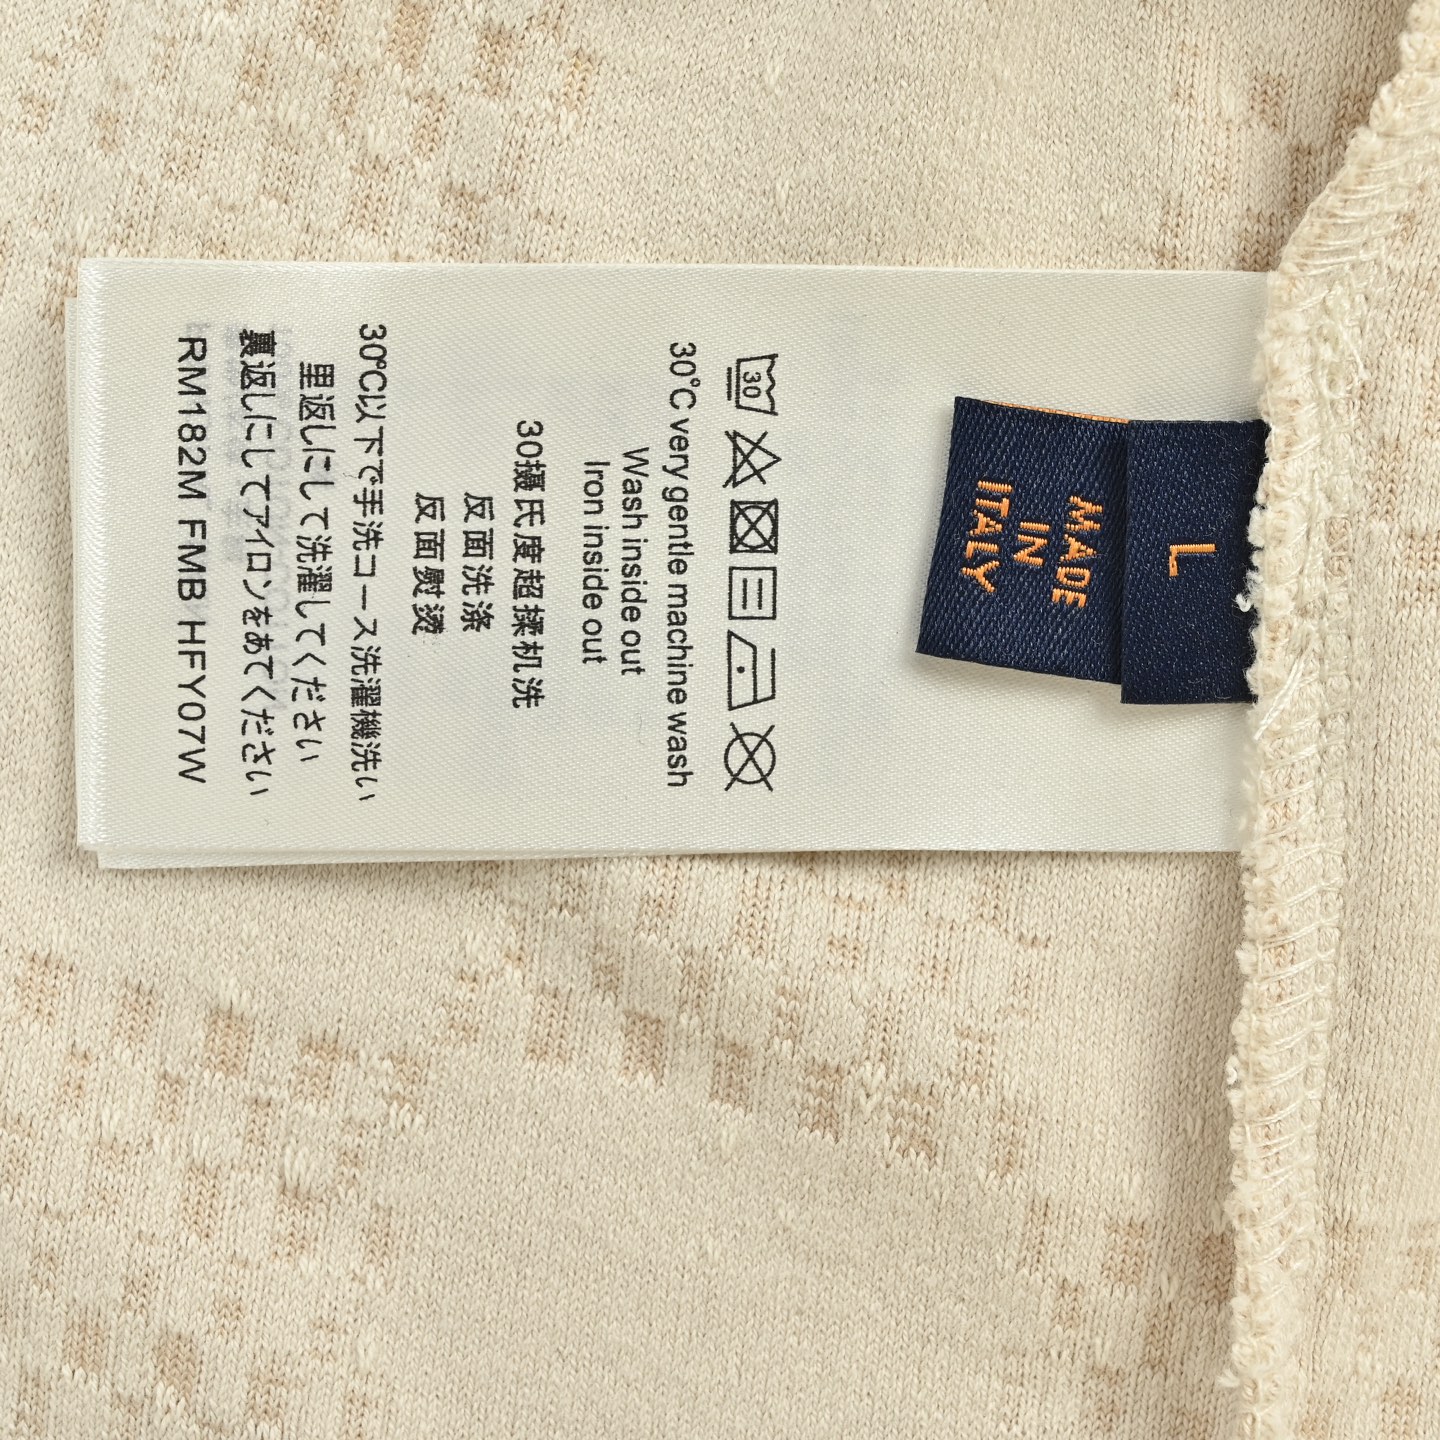 L
MADE
IN
ITALY
30
30°C very gentle machine wash
Wash inside out
Iron inside out
30摄氏度超揉机洗
反面洗涤
反面熨烫
30℃以下で手洗コース洗濯機洗い
里返しにして洗濯してください
裏返しにしてアイロンをあてください
RM182M FMB HFY07W